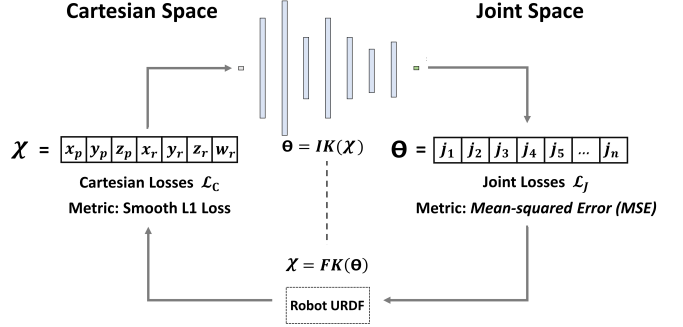 Cartesian Space
Joint Space
𝝌 = x_p y_p z_p x_r y_r z_r w_r
Θ = IK(𝝌)
Θ = j_1 j_2 j_3 j_4 j_5 ... j_n
Cartesian Losses ℒ_C
Metric: Smooth L1 Loss
Joint Losses ℒ_J
Metric: Mean-squared Error (MSE)
𝝌 = FK(Θ)
Robot URDF